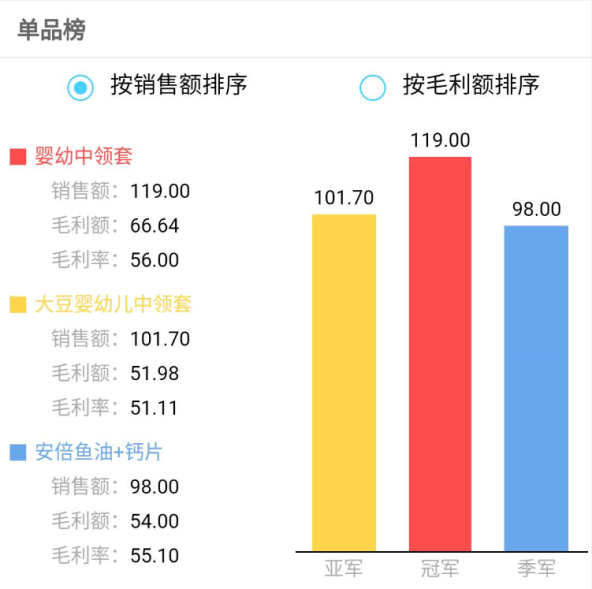 单品榜
按销售额排序
按毛利额排序
婴幼中领套
销售额：119.00
毛利额：66.64
毛利率：56.00
大豆婴幼儿中领套
销售额：101.70
毛利额：51.98
毛利率：51.11
安倍鱼油+钙片
销售额：98.00
毛利额：54.00
毛利率：55.10
101.70
119.00
98.00
亚军
冠军
季军